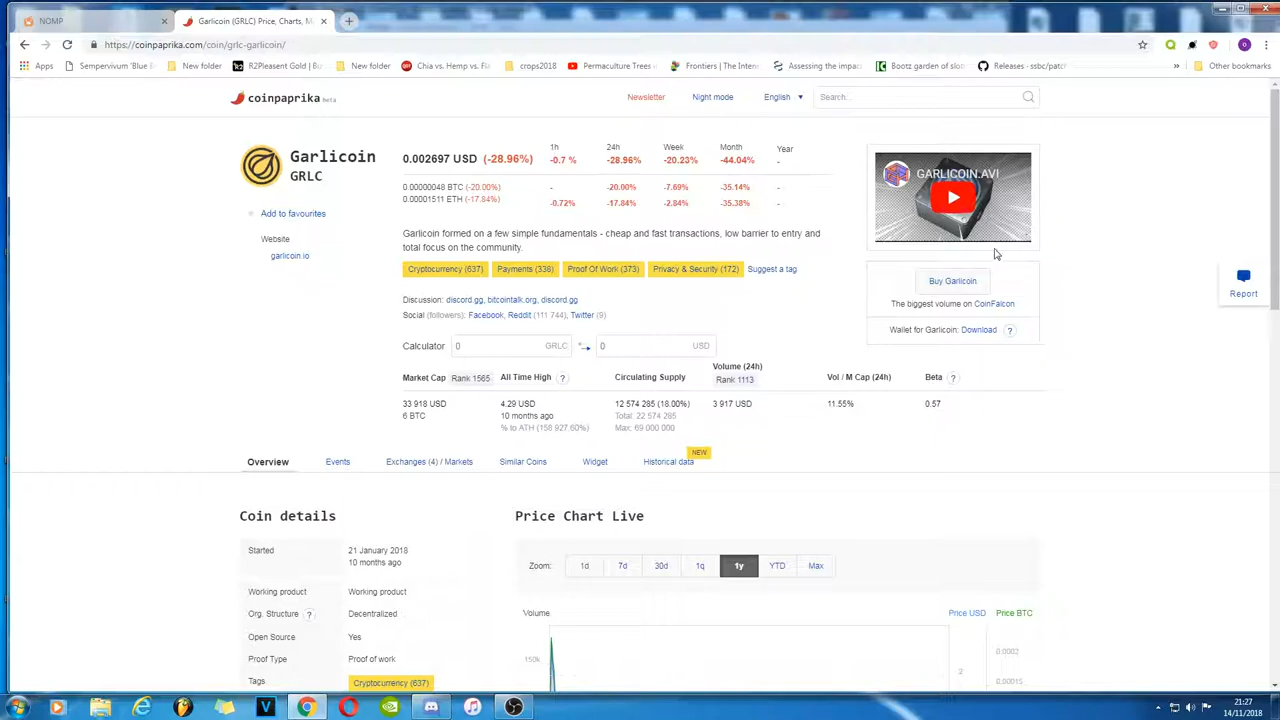 NOMP
Garlicoin (GRLC) Price, Charts, M
https://coinpaprika.com/coin/grlc-garlicoin/
Apps
Sempervivum 'Blue
New folder
R2Pleasent Gold | Bu
New folder
Chia vs. Hemp vs. Fl
crops2018
Permaculture Trees
Frontiers | The Inten
Assessing the impac
Bootz garden of slon
Releases · ssbc/patc
»
Other bookmarks
coinpaprika beta
Newsletter
Night mode
English
Search...
Garlicoin
GRLC
Add to favourites
Website
garlicoin.io
0.002697 USD (-28.96%)
0.00000048 BTC (-20.00%)
0.00001511 ETH (-17.84%)
1h 24h Week Month Year
-0.7 % -28.96% -20.23% -44.04% -
- -20.00% -7.69% -35.14% -
-0.72% -17.84% -2.84% -35.38% -
Garlicoin formed on a few simple fundamentals - cheap and fast transactions, low barrier to entry and
total focus on the community.
Cryptocurrency (637) Payments (338) Proof Of Work (373) Privacy & Security (172) Suggest a tag
Discussion: discord.gg, bitcointalk.org, discord.gg
Social (followers): Facebook, Reddit (111 744), Twitter (9)
Calculator 0 GRLC 0 USD
GARLICOIN.AVI
Buy Garlicoin
The biggest volume on CoinFalcon
Wallet for Garlicoin: Download ?
Report
Market Cap Rank 1565
33 918 USD
6 BTC
All Time High ?
4.29 USD
10 months ago
% to ATH (158 927.60%)
Circulating Supply
12 574 285 (18.00%)
Total: 22 574 285
Max: 69 000 000
Volume (24h)
Rank 1113
3 917 USD
Vol / M Cap (24h)
11.55%
Beta ?
0.57
Overview
Events
Exchanges (4) / Markets
Similar Coins
Widget
Historical data
NEW
Coin details
Started 21 January 2018
10 months ago
Working product Working product
Org. Structure ? Decentralized
Open Source Yes
Proof Type Proof of work
Tags Cryptocurrency (637)
Price Chart Live
Zoom: 1d 7d 30d 1q 1y YTD Max
Volume
Price USD
Price BTC
150k
2
0.0002
0.00015
21:27
14/11/2018